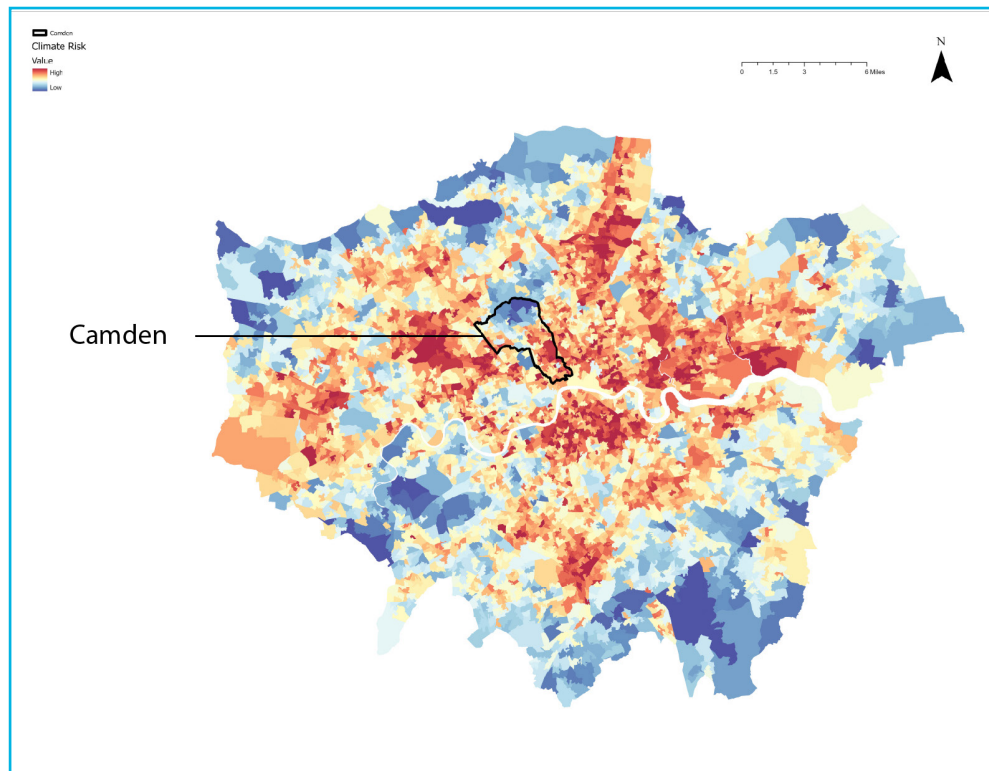 Camden
Climate Risk
Value
High
Low
N
0 1.5 3 6 Miles
Camden